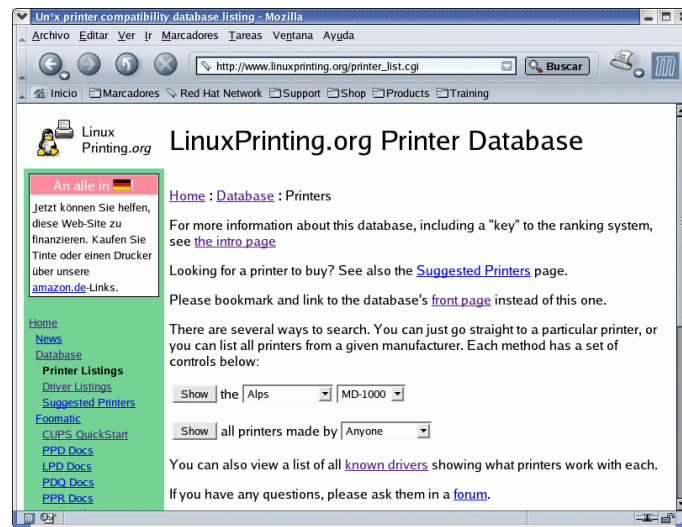 Un*x printer compatibility database listing - Mozilla
Archivo Editar Ver Ir Marcadores Tareas Ventana Ayuda
http://www.linuxprinting.org/printer_list.cgi Buscar
Inicio Marcadores Red Hat Network Support Shop Products Training
Linux
Printing.org
LinuxPrinting.org Printer Database
An alle in !
Jetzt können Sie helfen,
diese Web-Site zu
finanzieren. Kaufen Sie
Tinte oder einen Drucker
über unsere
amazon.de-Links.
Home
News
Database
Printer Listings
Driver Listings
Suggested Printers
Foomatic
CUPS QuickStart
PPD Docs
LPD Docs
PDQ Docs
PPR Docs
Home : Database : Printers
For more information about this database, including a "key" to the ranking system,
see the intro page
Looking for a printer to buy? See also the Suggested Printers page.
Please bookmark and link to the database's front page instead of this one.
There are several ways to search. You can just go straight to a particular printer, or
you can list all printers from a given manufacturer. Each method has a set of
controls below:
Show the Alps MD-1000
Show all printers made by Anyone
You can also view a list of all known drivers showing what printers work with each.
If you have any questions, please ask them in a forum.